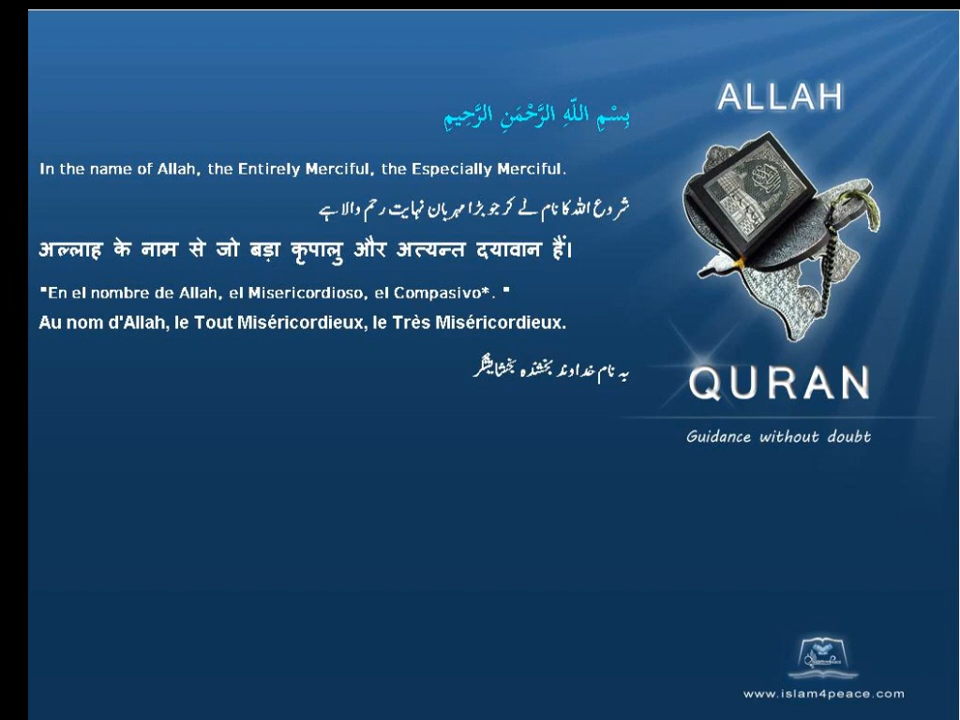 بِسْمِ اللَّهِ الرَّحْمَنِ الرَّحِيمِ
In the name of Allah, the Entirely Merciful, the Especially Merciful.
شروع الله کا نام لے کر جو بڑا مہربان نہایت رحم والا ہے
अल्लाह के नाम से जो बड़ा कृपालु और अत्यन्त दयावान हैं।
"En el nombre de Allah, el Misericordioso, el Compasivo*. "
Au nom d'Allah, le Tout Miséricordieux, le Très Miséricordieux.
به نام خداوند بخشنده بخشایشگر
ALLAH
QURAN
Guidance without doubt
www.islam4peace.com